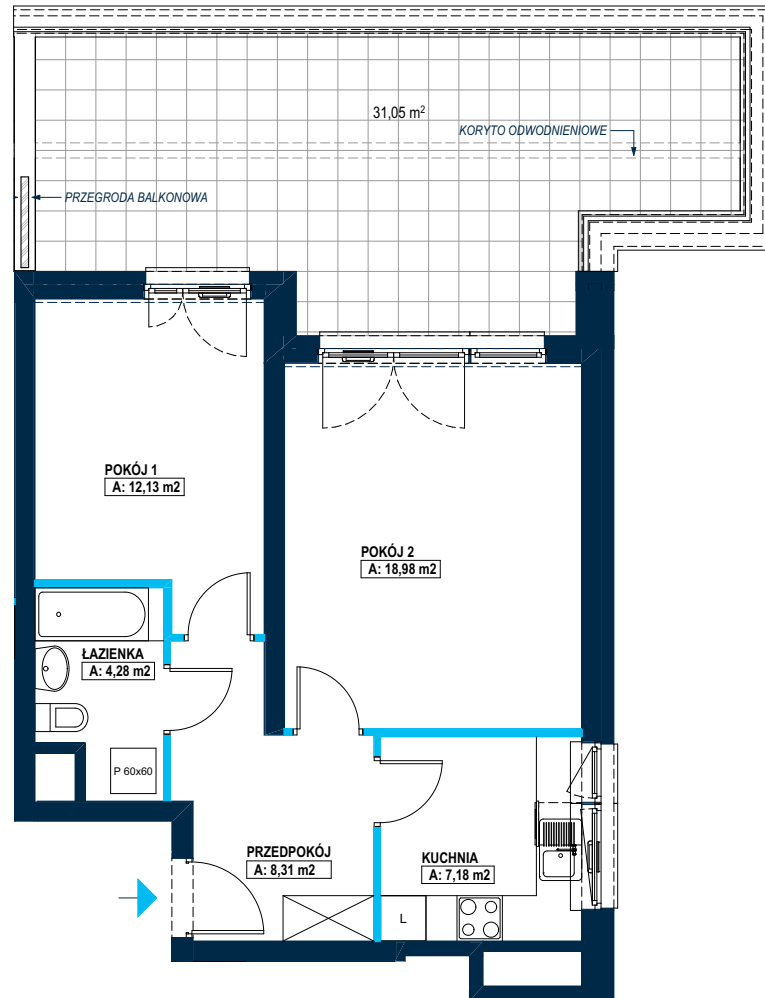 31,05 m²
KORYTO ODWODNIENIOWE
PRZEGRODA BALKONOWA
POKÓJ 1
A: 12,13 m2
POKÓJ 2
A: 18,98 m2
ŁAZIENKA
A: 4,28 m2
P 60x60
PRZEDPOKÓJ
A: 8,31 m2
KUCHNIA
A: 7,18 m2
L